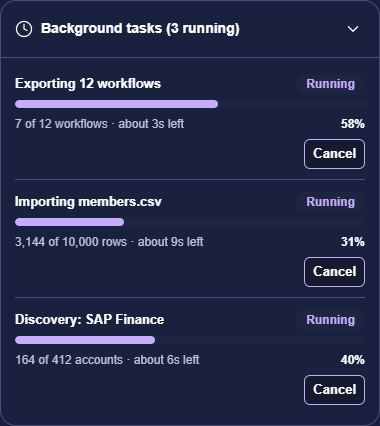 Background tasks (3 running)
Exporting 12 workflows Running
7 of 12 workflows · about 3s left 58%
Cancel
Importing members.csv Running
3,144 of 10,000 rows · about 9s left 31%
Cancel
Discovery: SAP Finance Running
164 of 412 accounts · about 6s left 40%
Cancel